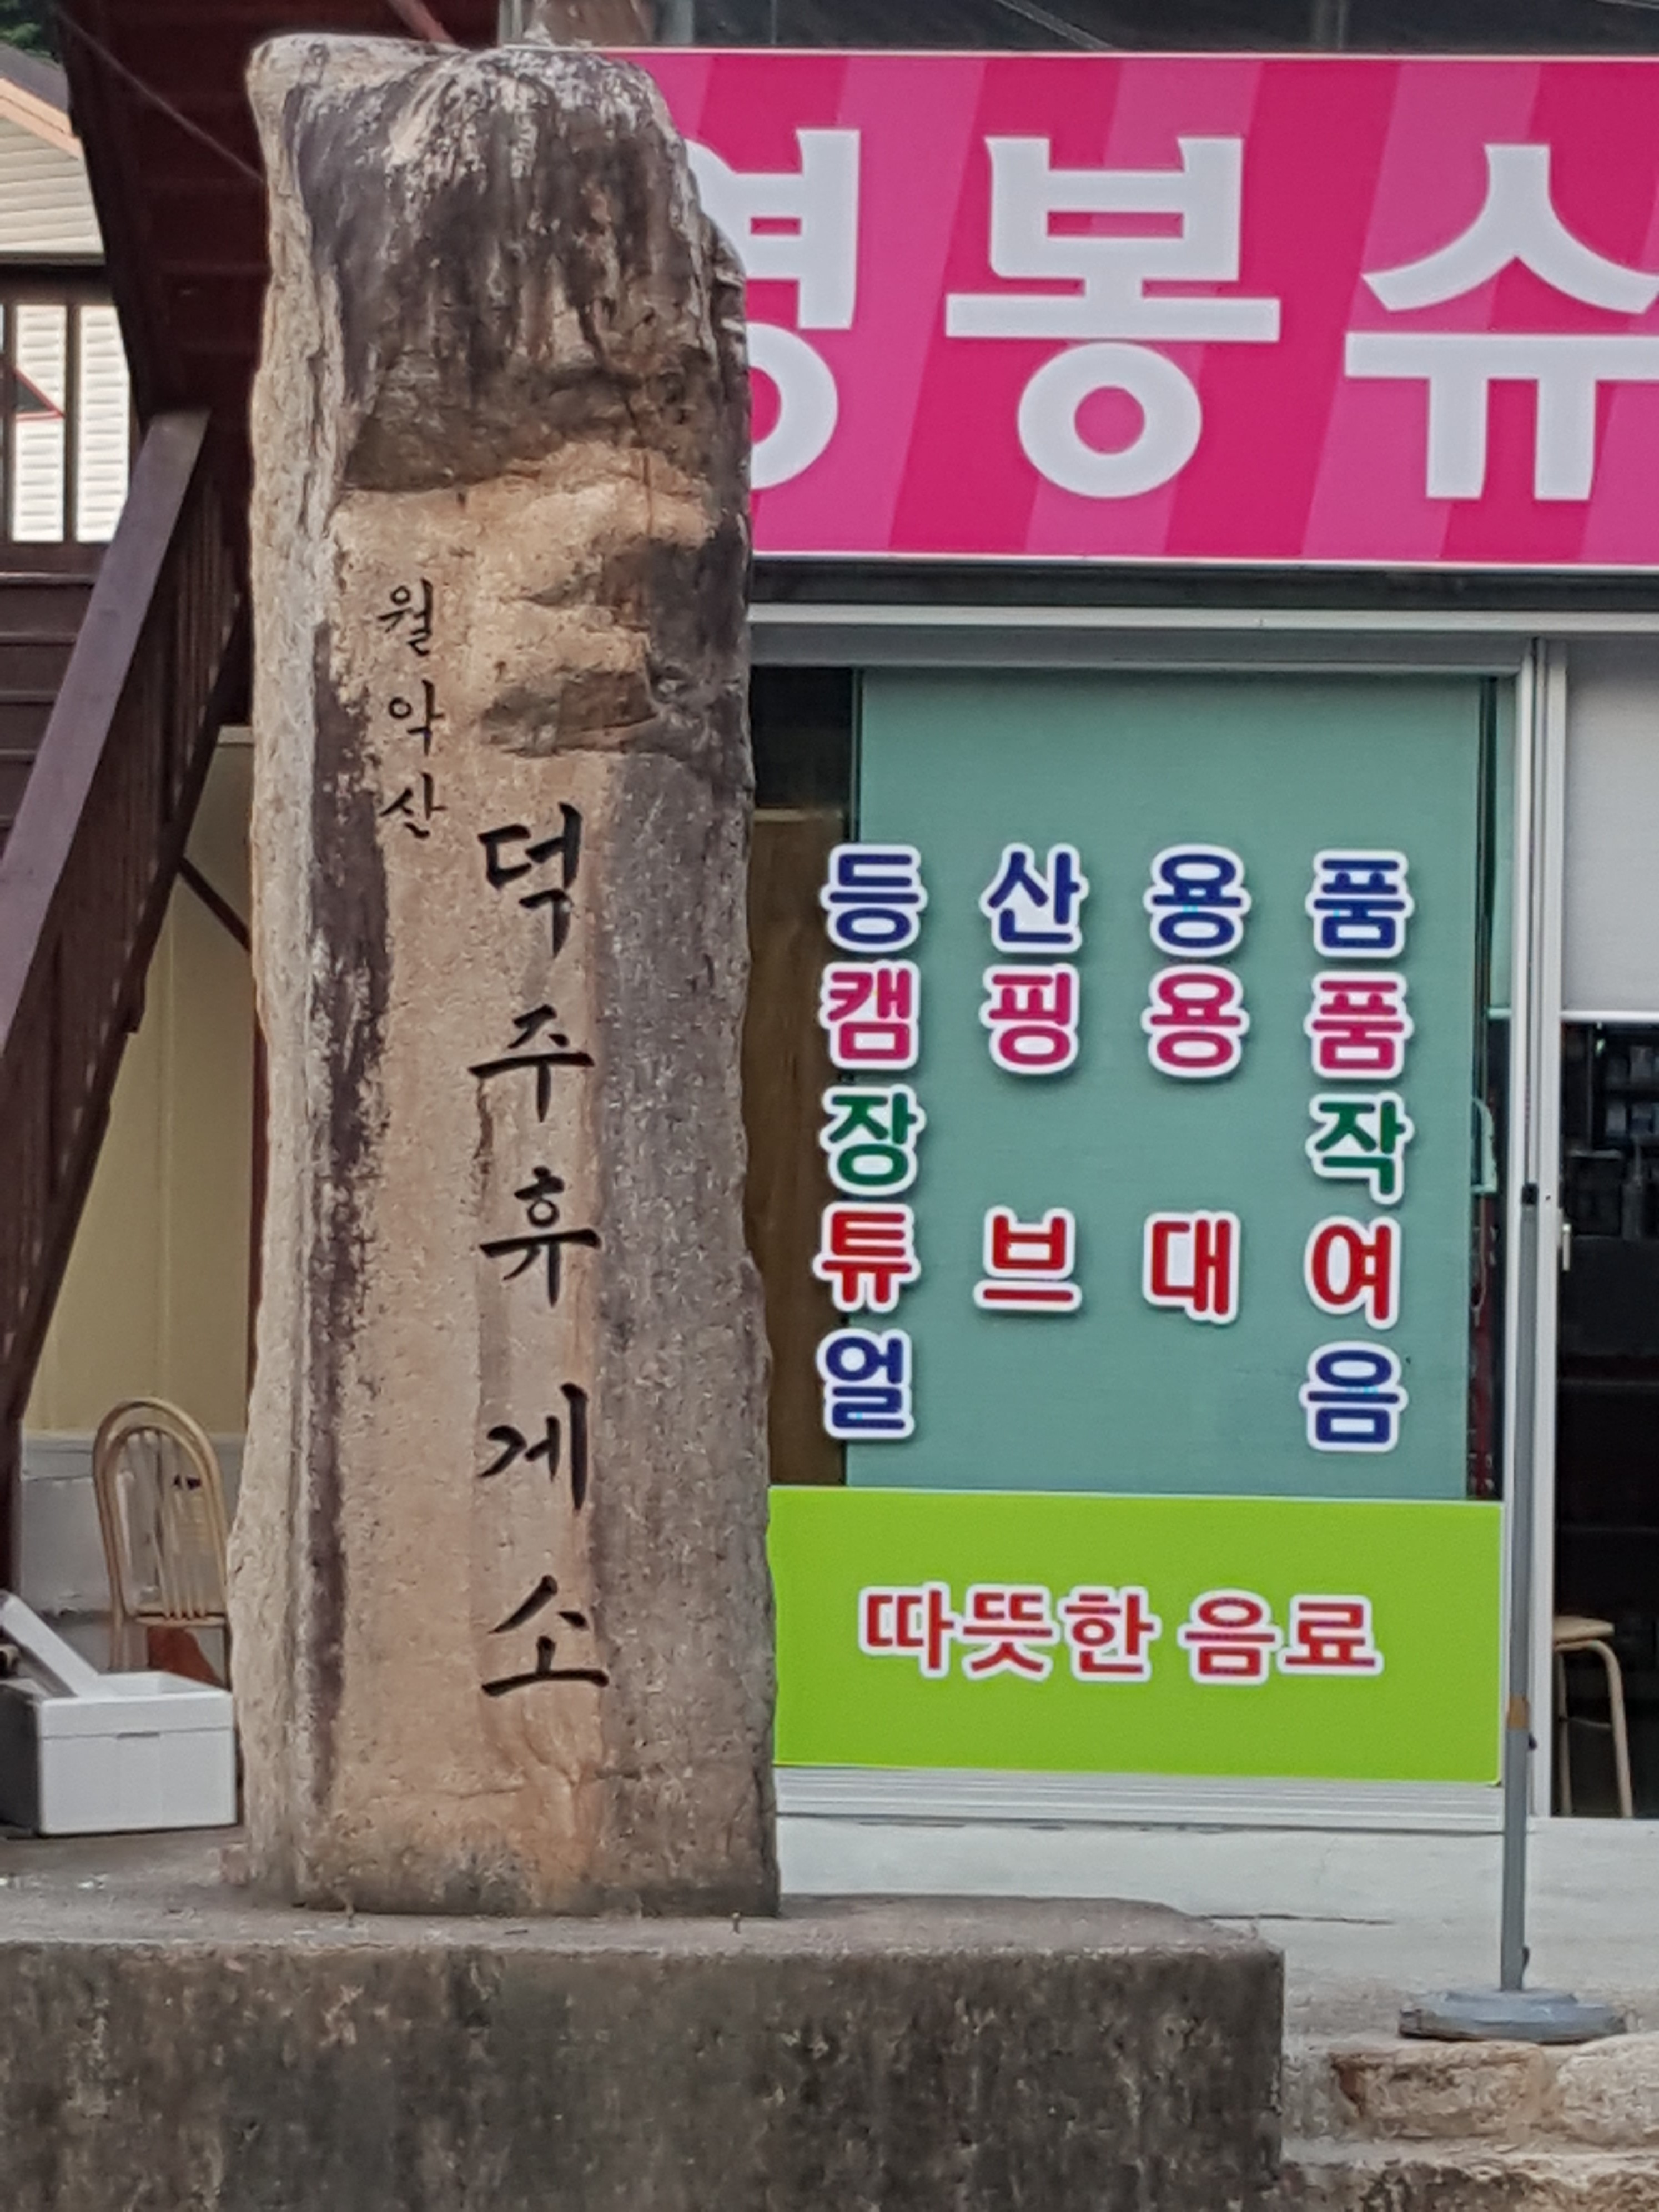 월악산
덕주휴게소
영봉슈
등산용품
캠핑용품
장작
튜브대여
얼음
따뜻한 음료